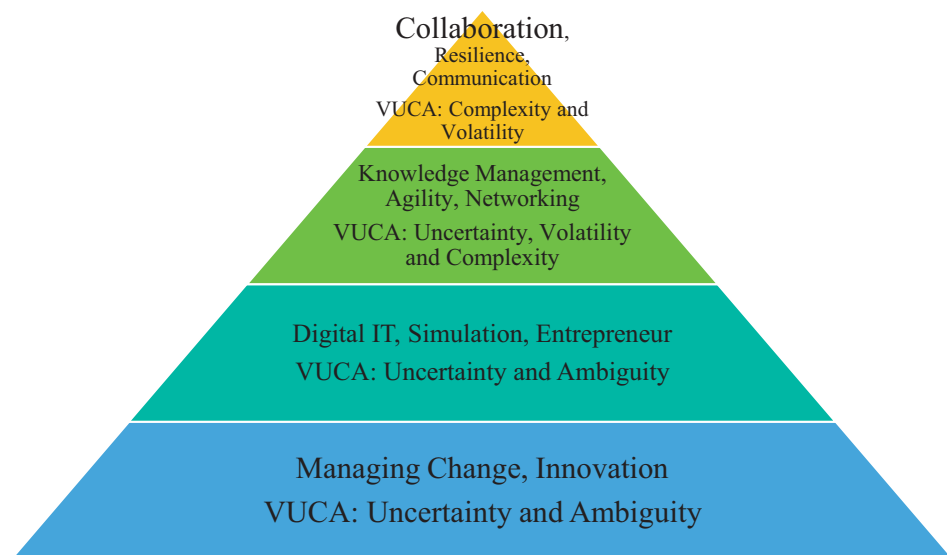 Collaboration,
Resilience,
Communication
VUCA: Complexity and
Volatility
Knowledge Management,
Agility, Networking
VUCA: Uncertainty, Volatility
and Complexity
Digital IT, Simulation, Entrepreneur
VUCA: Uncertainty and Ambiguity
Managing Change, Innovation
VUCA: Uncertainty and Ambiguity